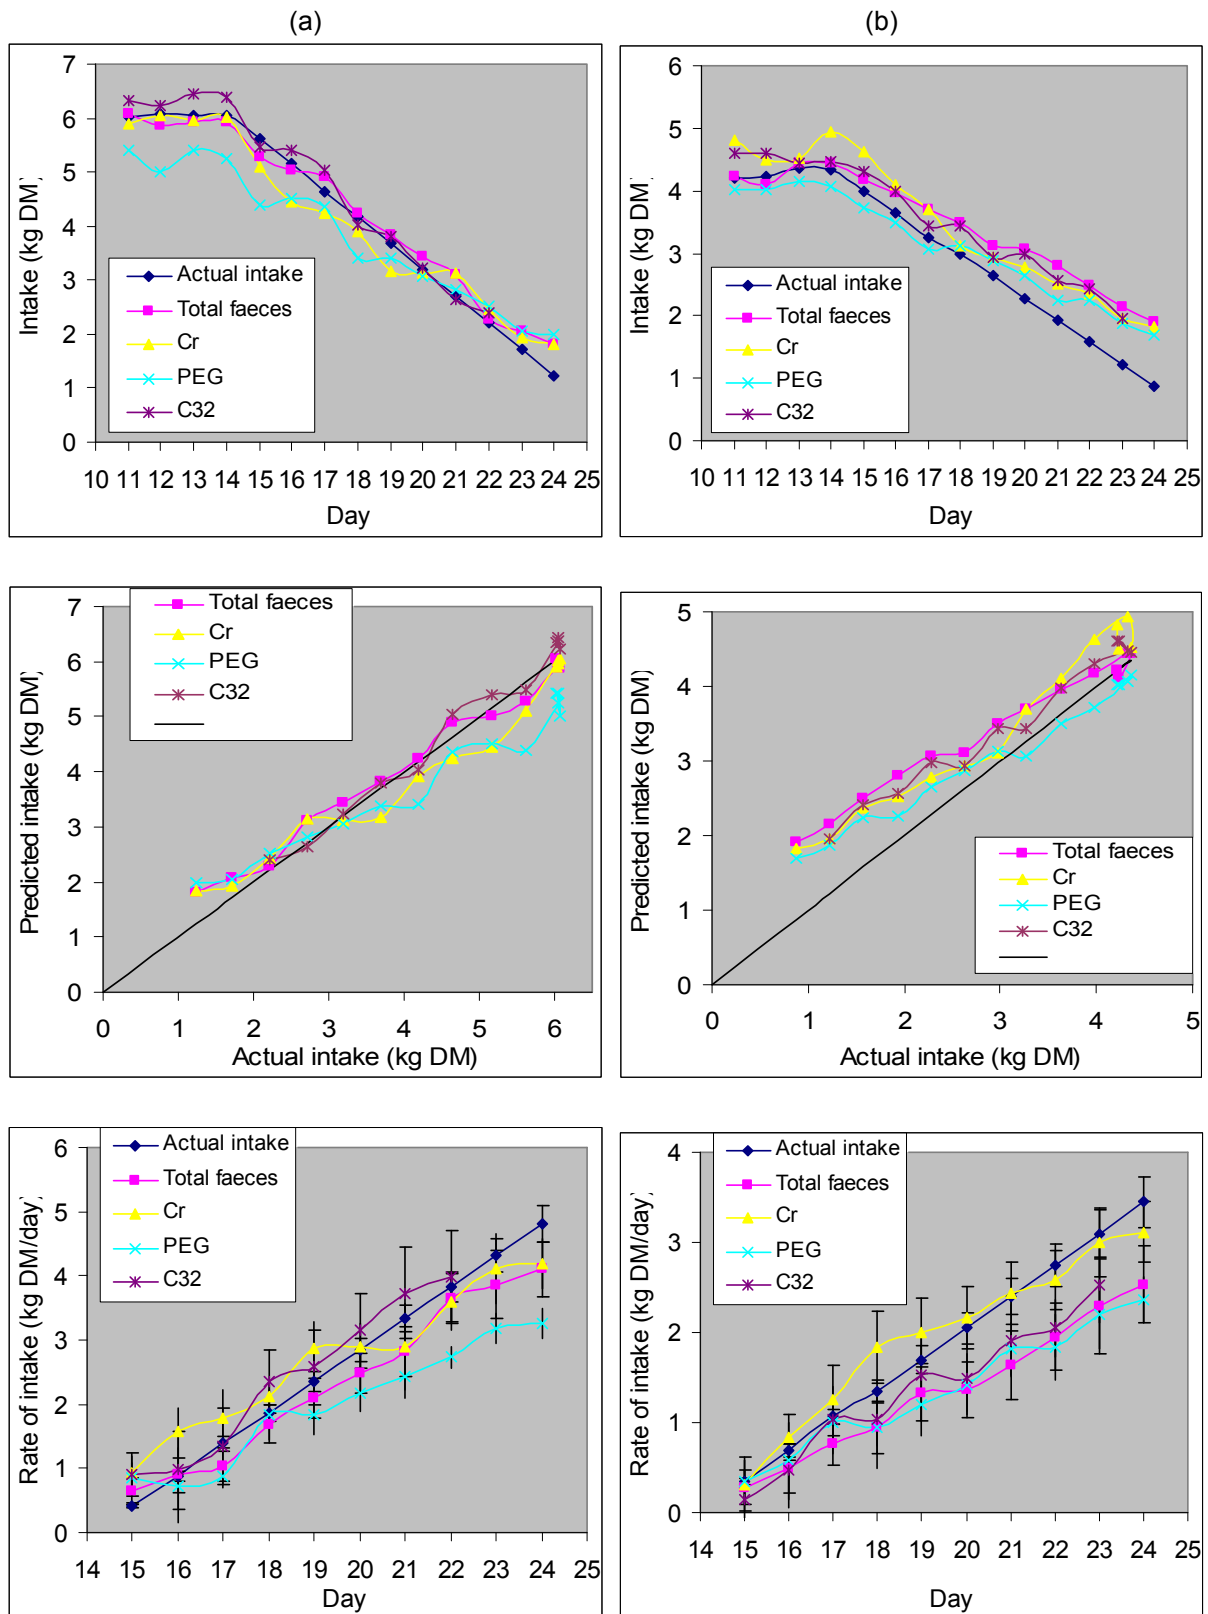 (a)
(b)
7
6
5
4
3
2
1
0
Intake (kg DM)
Actual intake
Total faeces
Cr
PEG
C32
10 11 12 13 14 15 16 17 18 19 20 21 22 23 24 25
Day
6
5
4
3
2
1
0
Intake (kg DM)
Actual intake
Total faeces
Cr
PEG
C32
10 11 12 13 14 15 16 17 18 19 20 21 22 23 24 25
Day
7
6
5
4
3
2
1
0
Predicted intake (kg DM)
Total faeces
Cr
PEG
C32
0 1 2 3 4 5 6
Actual intake (kg DM)
5
4
3
2
1
0
Predicted intake (kg DM)
Total faeces
Cr
PEG
C32
0 1 2 3 4 5
Actual intake (kg DM)
6
5
4
3
2
1
0
Rate of intake (kg DM/day)
Actual intake
Total faeces
Cr
PEG
C32
14 15 16 17 18 19 20 21 22 23 24 25
Day
4
3
2
1
0
Rate of intake (kg DM/day)
Actual intake
Total faeces
Cr
PEG
C32
14 15 16 17 18 19 20 21 22 23 24 25
Day